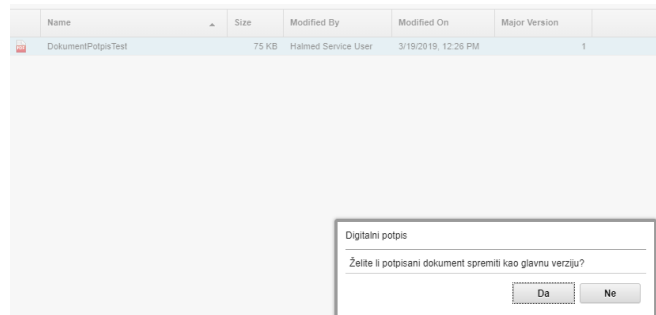 Name Size Modified By Modified On Major Version
DokumentPotpisTest 75 KB Halmed Service User 3/19/2019, 12:26 PM 1
Digitalni potpis
Želite li potpisani dokument spremiti kao glavnu verziju?
Da Ne